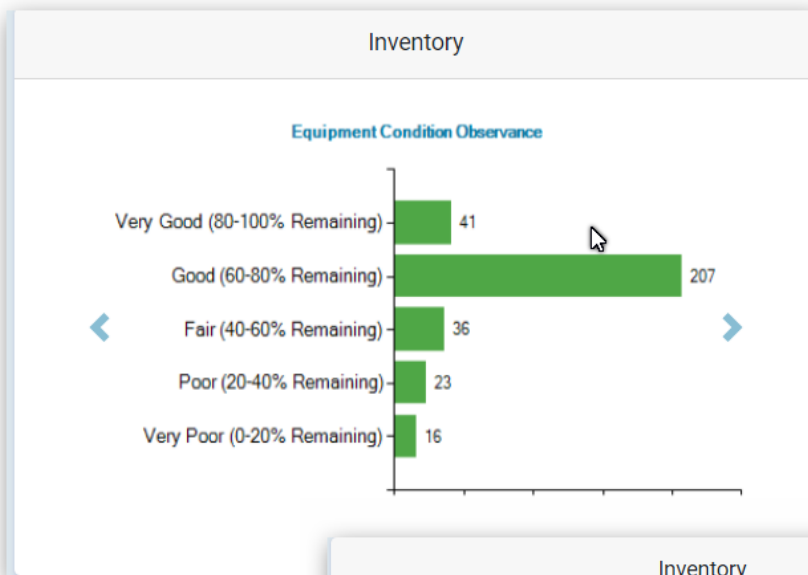 Inventory
Equipment Condition Observance
Very Good (80-100% Remaining) 41
Good (60-80% Remaining) 207
Fair (40-60% Remaining) 36
Poor (20-40% Remaining) 23
Very Poor (0-20% Remaining) 16
Inventory